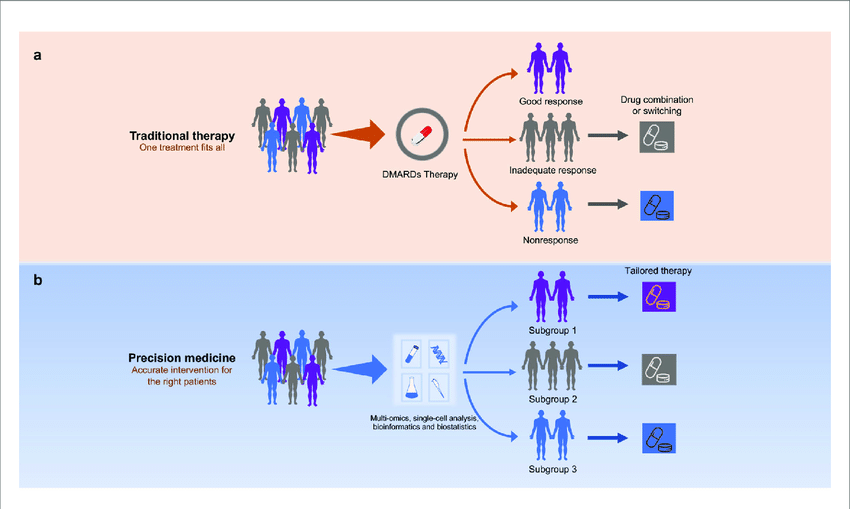 a
Traditional therapy
One treatment fits all
DMARDs Therapy
Good response
Inadequate response
Nonresponse
Drug combination
or switching
b
Precision medicine
Accurate intervention for
the right patients
Multi-omics, single-cell analysis,
bioinformatics and biostatistics
Subgroup 1
Subgroup 2
Subgroup 3
Tailored therapy